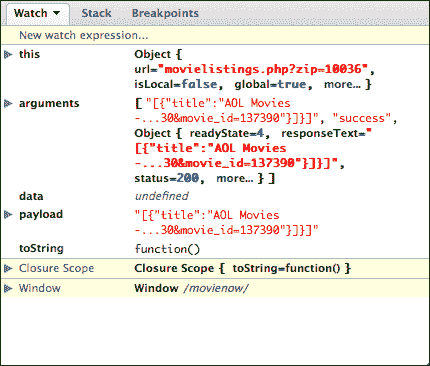 Watch ▼ Stack Breakpoints
New watch expression...
this Object {
url="movielistings.php?zip=10036",
isLocal=false, global=true, more... }
arguments [ "[{"title":"AOL Movies
-...30&movie_id=137390"}]}]", "success",
Object { readyState=4, responseText="
[{"title":"AOL Movies
-...30&movie_id=137390"}]}]",
status=200, more... } ]
data undefined
payload "[{"title":"AOL Movies
-...30&movie_id=137390"}]}]"
toString function()
Closure Scope Closure Scope { toString=function() }
Window Window /movienow/